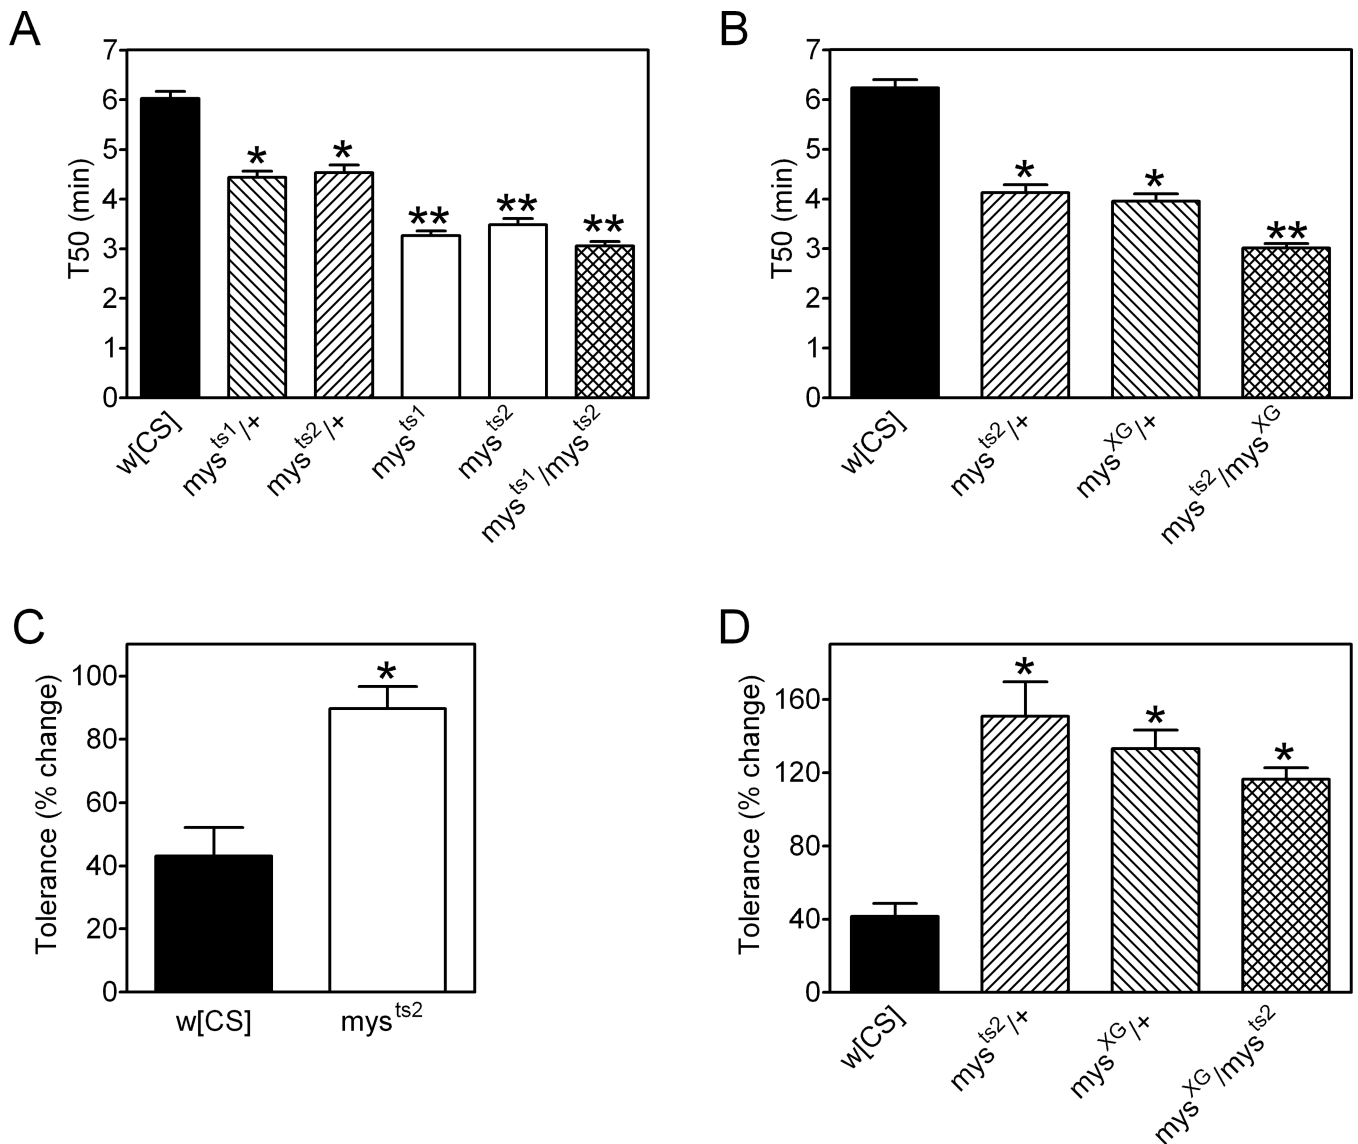 A
T50 (min)
7
6
5
4
3
2
1
0
* * ** ** **
w[CS] mys^ts1/+ mys^ts2/+ mys^ts1 mys^ts2 mys^ts1/mys^ts2
B
T50 (min)
7
6
5
4
3
2
1
0
* * **
w[CS] mys^ts2/+ mys^XG/+ mys^ts2/mys^XG
C
Tolerance (% change)
100
80
60
40
20
0
*
w[CS] mys^ts2
D
Tolerance (% change)
160
120
80
40
0
* * *
w[CS] mys^ts2/+ mys^XG/+ mys^XG/mys^ts2